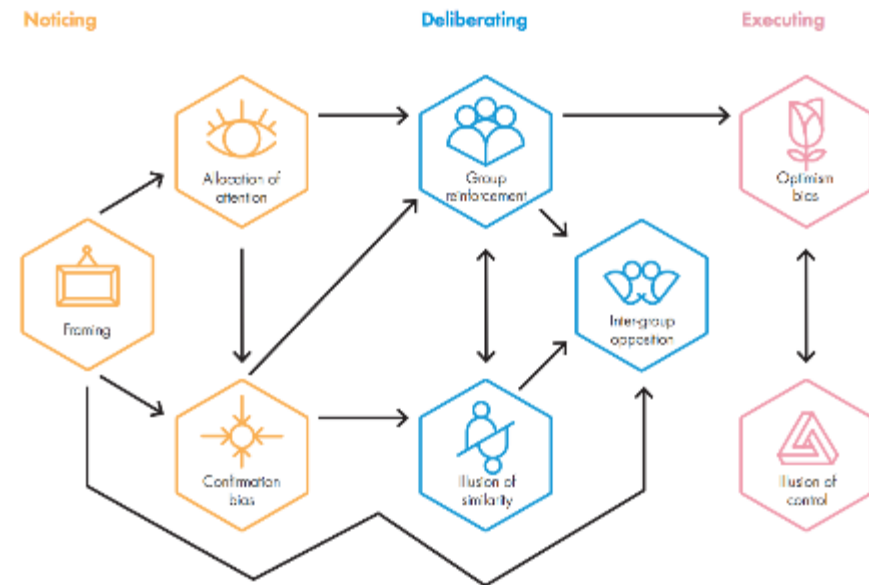 Noticing
Deliberating
Executing
Allocation of
attention
Group
reinforcement
Optimism
bias
Framing
Inter-group
opposition
Confirmation
bias
Illusion of
similarity
Illusion of
control